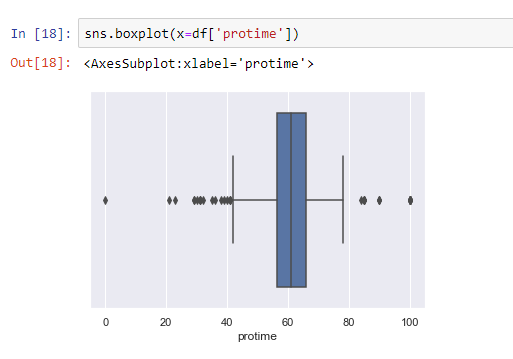 In [18]: sns.boxplot(x=df['protime'])
Out[18]: <AxesSubplot:xlabel='protime'>
0 20 40 60 80 100
protime